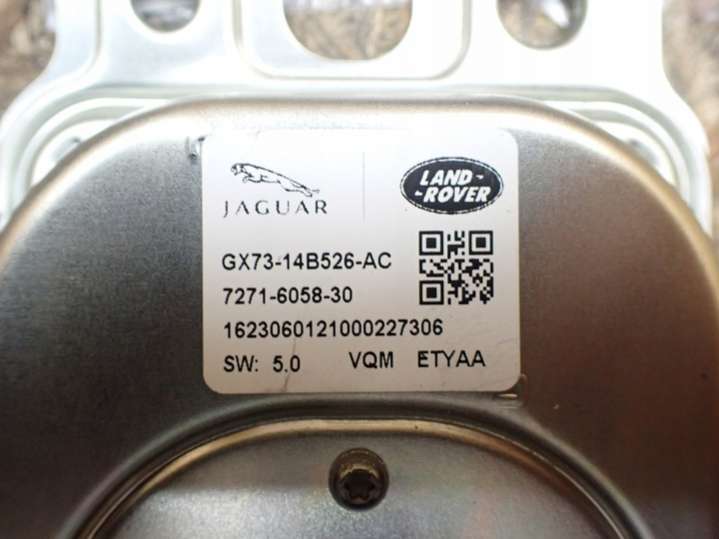 JAGUAR
LAND-
-ROVER
GX73-14B526-AC
7271-6058-30
1623060121000227306
SW: 5.0 VQM ETYAA